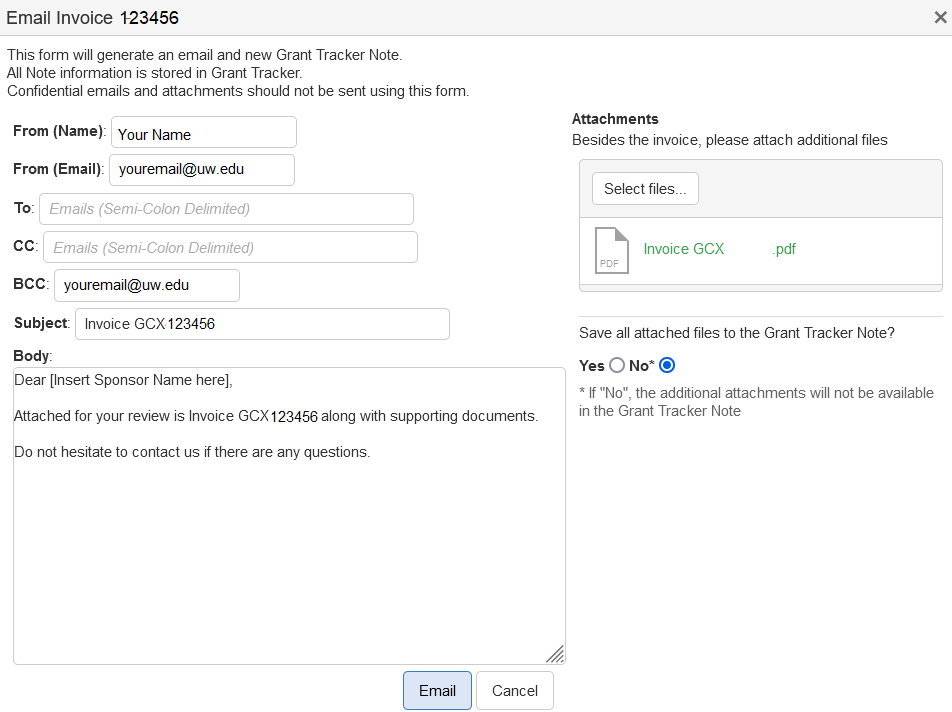 Email Invoice 123456
×
This form will generate an email and new Grant Tracker Note.
All Note information is stored in Grant Tracker.
Confidential emails and attachments should not be sent using this form.
From (Name): Your Name
From (Email): youremail@uw.edu
To: Emails (Semi-Colon Delimited)
CC: Emails (Semi-Colon Delimited)
BCC: youremail@uw.edu
Subject: Invoice GCX123456
Body:
Dear [Insert Sponsor Name here],
Attached for your review is Invoice GCX123456 along with supporting documents.
Do not hesitate to contact us if there are any questions.
Attachments
Besides the invoice, please attach additional files
Select files...
PDF
Invoice GCX .pdf
Save all attached files to the Grant Tracker Note?
Yes No*
* If "No", the additional attachments will not be available
in the Grant Tracker Note
Email Cancel